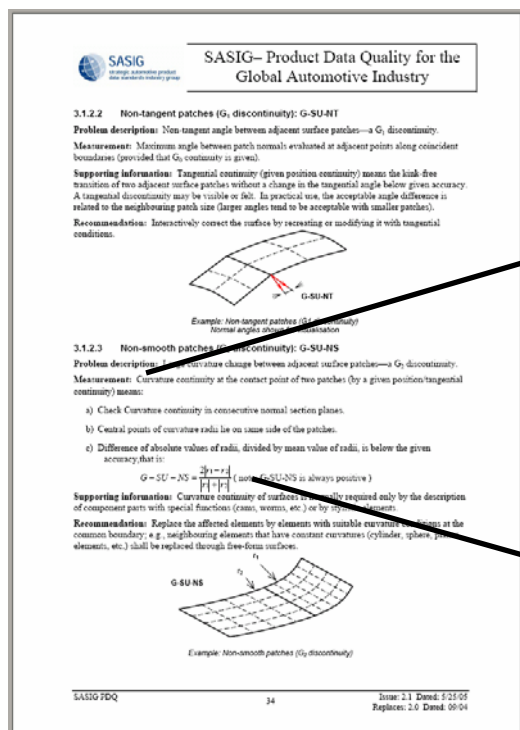 SASIG
strategic automotive product
data standards industry group
SASIG– Product Data Quality for the
Global Automotive Industry
3.1.2.2 Non-tangent patches (G1 discontinuity): G-SU-NT
Problem description: Non-tangent angle between adjacent surface patches—a G1 discontinuity.
Measurement: Maximum angle between patch normals evaluated at adjacent points along coincident
boundaries (provided that G0 continuity is given).
Supporting information: Tangential continuity (given position continuity) means the kink-free
transition of two adjacent surface patches without a change in the tangential angle below given accuracy.
A tangential discontinuity may be visible or felt. In practical use, the acceptable angle difference is
related to the neighbouring patch size (larger angles tend to be acceptable with smaller patches).
Recommendation: Interactively correct the surface by recreating or modifying it with tangential
conditions.
G-SU-NT
Example: Non-tangent patches (G1 discontinuity)
Normal angles shown for visualisation
3.1.2.3 Non-smooth patches (G2 discontinuity): G-SU-NS
Problem description: curvature change between adjacent surface patches—a G2 discontinuity.
Measurement: Curvature continuity at the contact point of two patches (by a given position/tangential
continuity) means:
a) Check Curvature continuity in consecutive normal section planes.
b) Central points of curvature radii lie on same side of the patches.
c) Difference of absolute values of radii, divided by mean value of radii, is below the given
accuracy,that is:
G – SU – NS = 2|r1 – r2| / |r1| + |r2| ( note G-SU-NS is always positive )
Supporting information: Curvature continuity of surfaces is normally required only by the description
of component parts with special functions (cams, worms, etc.) or by elements.
Recommendation: Replace the affected elements by elements with suitable curvature conditions at the
common boundary; e.g., neighbouring elements that have constant curvatures (cylinder, sphere,
elements, etc.) shall be replaced through free-form surfaces.
r1
r2
G-SU-NS
Example: Non-smooth patches (G2 discontinuity)
SASIG PDQ
34
Issue: 2.1 Dated: 5/25/05
Replaces: 2.0 Dated: 09/04